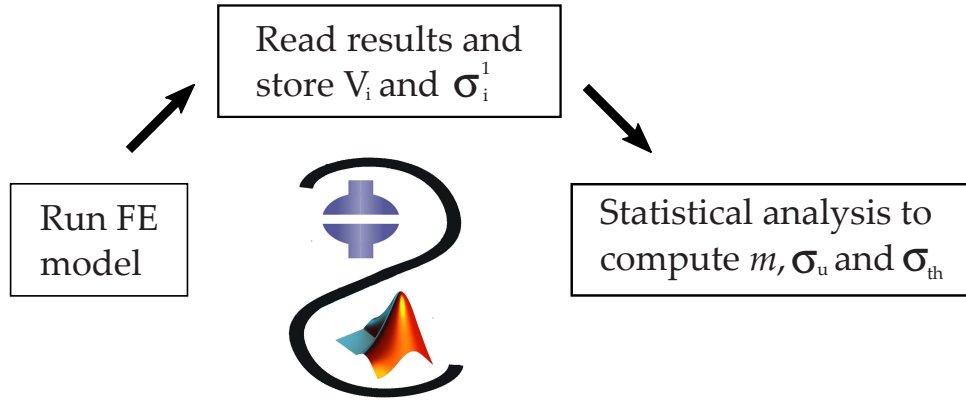 Run FE
model
Read results and
store Vᵢ and σᵢ¹
Statistical analysis to
compute m, σᵤ and σₜₕ